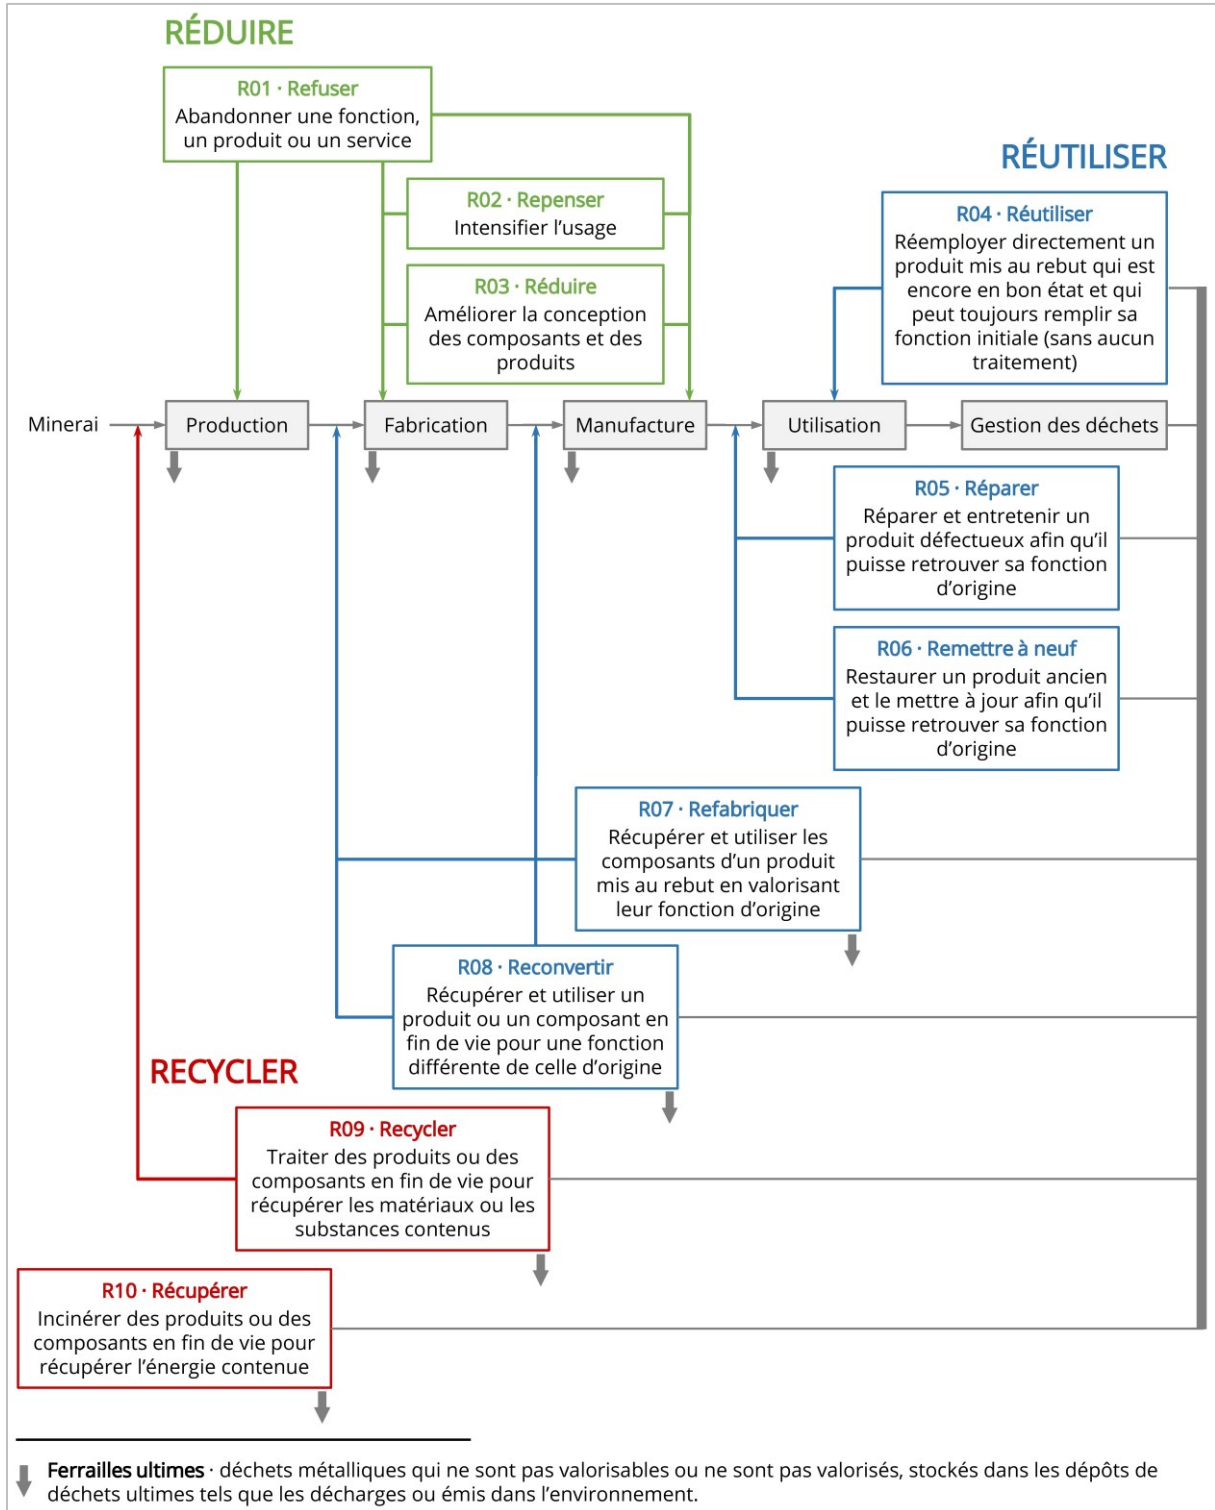 RÉDUIRE
R01 · Refuser
Abandonner une fonction,
un produit ou un service
RÉUTILISER
R02 · Repenser
Intensifier l’usage
R03 · Réduire
Améliorer la conception
des composants et des
produits
R04 · Réutiliser
Réemployer directement un
produit mis au rebut qui est
encore en bon état et qui
peut toujours remplir sa
fonction initiale (sans aucun
traitement)
Minerai
Production
Fabrication
Manufacture
Utilisation
Gestion des déchets
R05 · Réparer
Réparer et entretenir un
produit défectueux afin qu’il
puisse retrouver sa fonction
d’origine
R06 · Remettre à neuf
Restaurer un produit ancien
et le mettre à jour afin qu’il
puisse retrouver sa fonction
d’origine
R07 · Refabriquer
Récupérer et utiliser les
composants d’un produit
mis au rebut en valorisant
leur fonction d’origine
R08 · Reconvertir
Récupérer et utiliser un
produit ou un composant en
fin de vie pour une fonction
différente de celle d’origine
RECYCLER
R09 · Recycler
Traiter des produits ou des
composants en fin de vie pour
récupérer les matériaux ou les
substances contenus
R10 · Récupérer
Incinérer des produits ou des
composants en fin de vie pour
récupérer l’énergie contenue
Ferrailles ultimes · déchets métalliques qui ne sont pas valorisables ou ne sont pas valorisés, stockés dans les dépôts de
déchets ultimes tels que les décharges ou émis dans l’environnement.